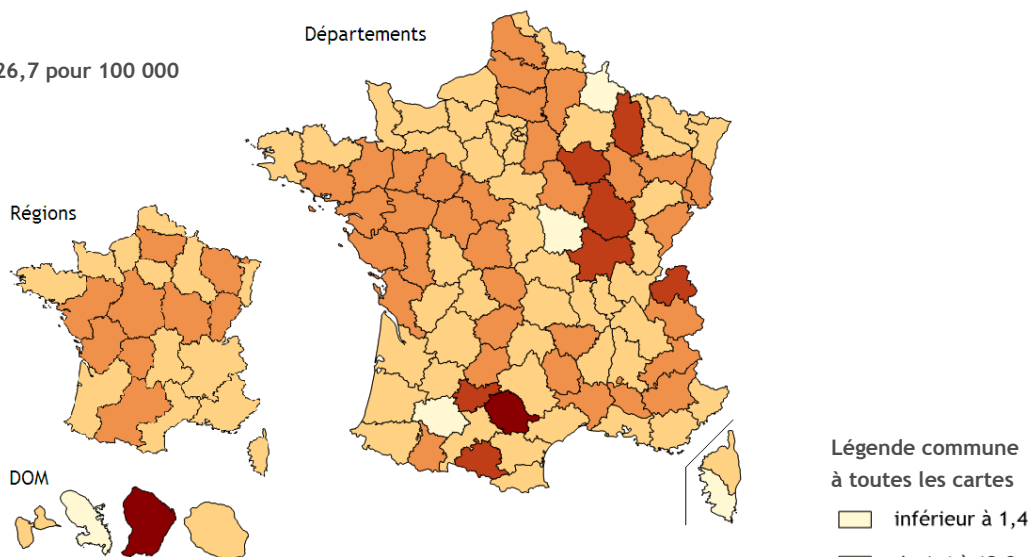 Départements
26,7 pour 100 000
Régions
DOM
Légende commune
à toutes les cartes
inférieur à 1,4